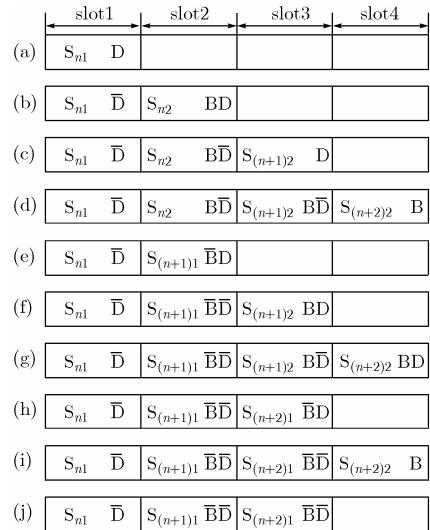 slot1 slot2 slot3 slot4
(a) Sₙ₁ D
(b) Sₙ₁ D̅ Sₙ₂ BD
(c) Sₙ₁ D̅ Sₙ₂ BD̅ S₍ₙ₊₁₎₂ D
(d) Sₙ₁ D̅ Sₙ₂ BD̅ S₍ₙ₊₁₎₂ BD̅ S₍ₙ₊₂₎₂ B
(e) Sₙ₁ D̅ S₍ₙ₊₁₎₁ B̅D
(f) Sₙ₁ D̅ S₍ₙ₊₁₎₁ B̅D̅ S₍ₙ₊₁₎₂ BD
(g) Sₙ₁ D̅ S₍ₙ₊₁₎₁ B̅D̅ S₍ₙ₊₁₎₂ BD̅ S₍ₙ₊₂₎₂ BD
(h) Sₙ₁ D̅ S₍ₙ₊₁₎₁ B̅D̅ S₍ₙ₊₂₎₁ B̅D
(i) Sₙ₁ D̅ S₍ₙ₊₁₎₁ B̅D̅ S₍ₙ₊₂₎₁ B̅D̅ S₍ₙ₊₂₎₂ B
(j) Sₙ₁ D̅ S₍ₙ₊₁₎₁ B̅D̅ S₍ₙ₊₂₎₁ B̅D̅